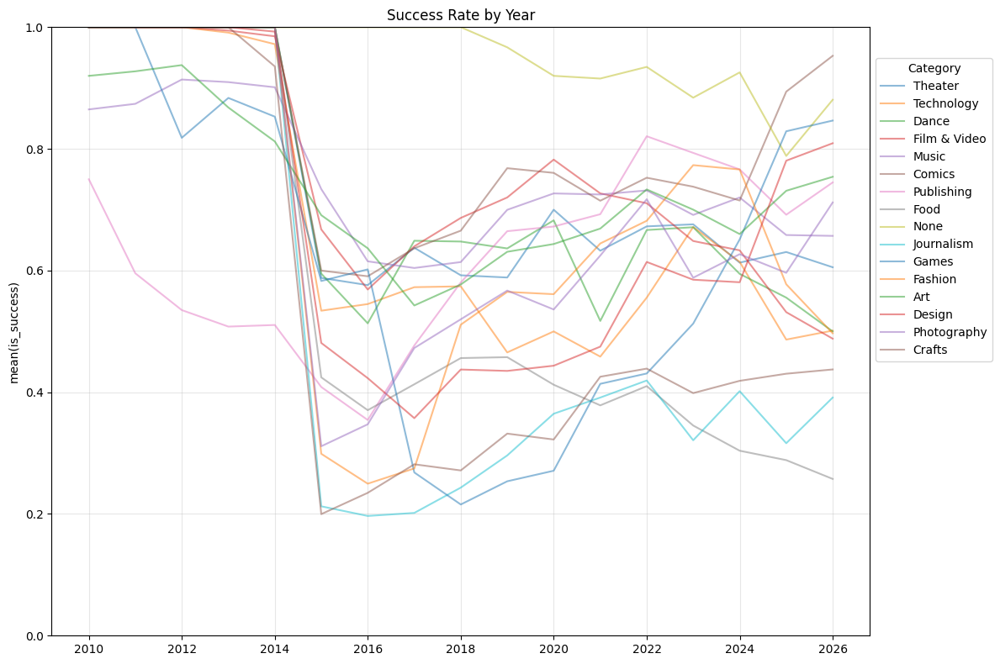 Success Rate by Year
mean(is_success)
1.0
0.8
0.6
0.4
0.2
0.0
2010 2012 2014 2016 2018 2020 2022 2024 2026
Category
Theater
Technology
Dance
Film & Video
Music
Comics
Publishing
Food
None
Journalism
Games
Fashion
Art
Design
Photography
Crafts